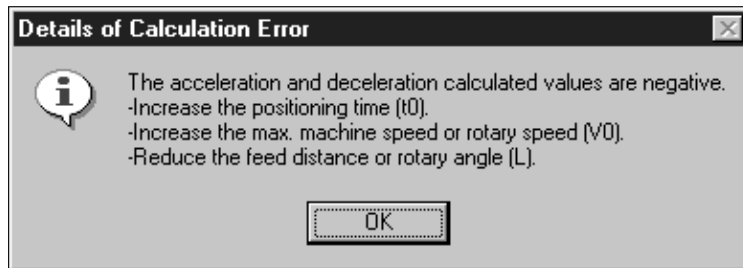 Details of Calculation Error
The acceleration and deceleration calculated values are negative.
-Increase the positioning time (t0).
-Increase the max. machine speed or rotary speed (V0).
-Reduce the feed distance or rotary angle (L).
OK